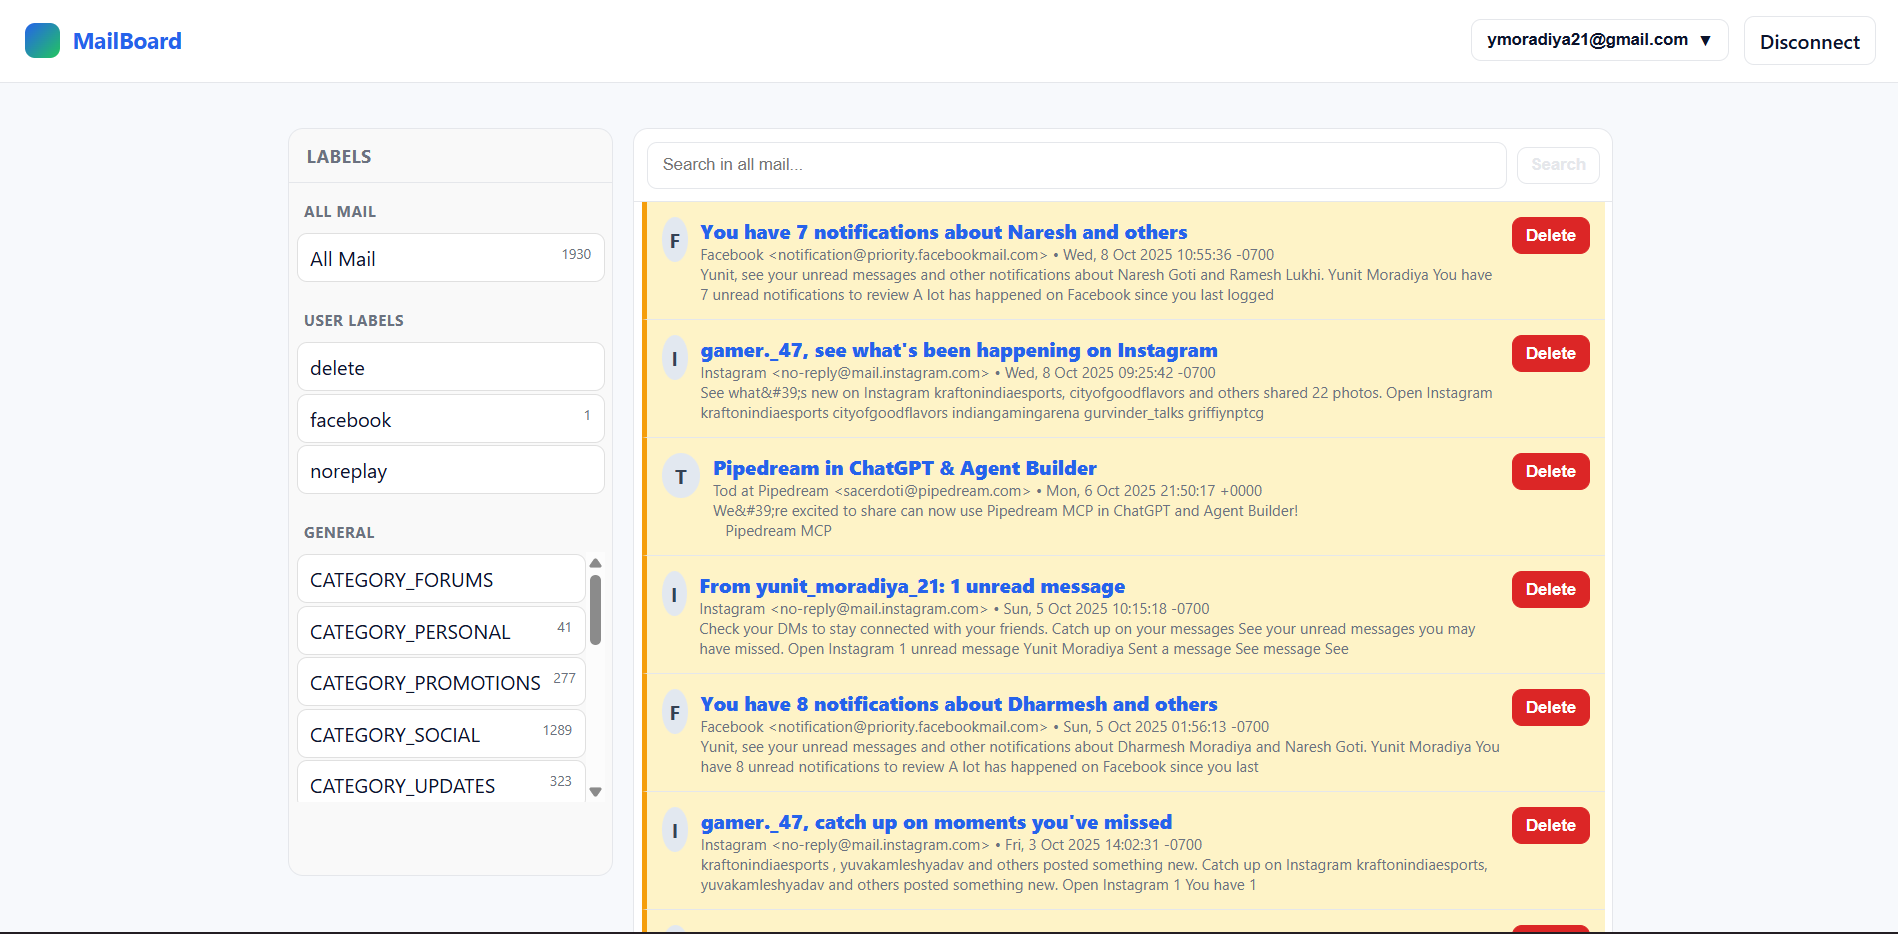 MailBoard
ymoradiya21@gmail.com ▼
Disconnect
LABELS
ALL MAIL
All Mail 1930
USER LABELS
delete
facebook 1
noreplay
GENERAL
CATEGORY_FORUMS
CATEGORY_PERSONAL 41
CATEGORY_PROMOTIONS 277
CATEGORY_SOCIAL 1289
CATEGORY_UPDATES 323
Search in all mail...
Search
F
You have 7 notifications about Naresh and others
Facebook <notification@priority.facebookmail.com> • Wed, 8 Oct 2025 10:55:36 -0700
Yunit, see your unread messages and other notifications about Naresh Goti and Ramesh Lukhi. Yunit Moradiya You have
7 unread notifications to review A lot has happened on Facebook since you last logged
Delete
I
gamer._47, see what's been happening on Instagram
Instagram <no-reply@mail.instagram.com> • Wed, 8 Oct 2025 09:25:42 -0700
See what&#39;s new on Instagram kraftonindiaesports, cityofgoodflavors and others shared 22 photos. Open Instagram
kraftonindiaesports cityofgoodflavors indiangamingarena gurvinder_talks griffiynptcg
Delete
T
Pipedream in ChatGPT & Agent Builder
Tod at Pipedream <sacerdoti@pipedream.com> • Mon, 6 Oct 2025 21:50:17 +0000
We&#39;re excited to share can now use Pipedream MCP in ChatGPT and Agent Builder!
Pipedream MCP
Delete
I
From yunit_moradiya_21: 1 unread message
Instagram <no-reply@mail.instagram.com> • Sun, 5 Oct 2025 10:15:18 -0700
Check your DMs to stay connected with your friends. Catch up on your messages See your unread messages you may
have missed. Open Instagram 1 unread message Yunit Moradiya Sent a message See message See
Delete
F
You have 8 notifications about Dharmesh and others
Facebook <notification@priority.facebookmail.com> • Sun, 5 Oct 2025 01:56:13 -0700
Yunit, see your unread messages and other notifications about Dharmesh Moradiya and Naresh Goti. Yunit Moradiya You
have 8 unread notifications to review A lot has happened on Facebook since you last
Delete
I
gamer._47, catch up on moments you've missed
Instagram <no-reply@mail.instagram.com> • Fri, 3 Oct 2025 14:02:31 -0700
kraftonindiaesports , yuvakamleshyadav and others posted something new. Catch up on Instagram kraftonindiaesports,
yuvakamleshyadav and others posted something new. Open Instagram 1 You have 1
Delete